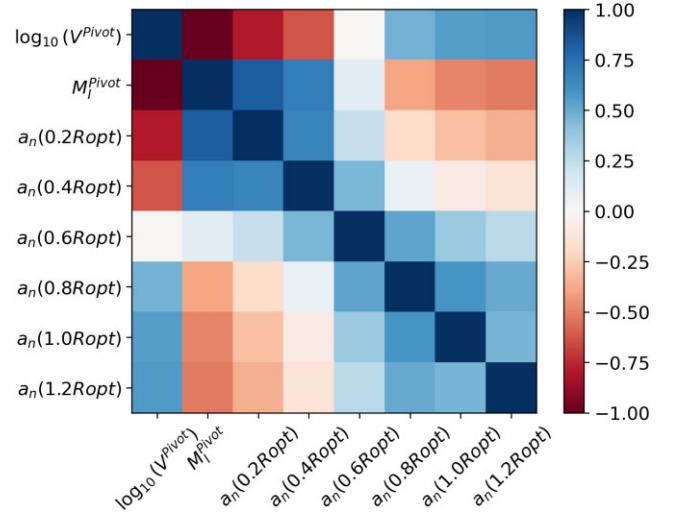 log₁₀(V^Pivot)
M_I^Pivot
a_n(0.2Ropt)
a_n(0.4Ropt)
a_n(0.6Ropt)
a_n(0.8Ropt)
a_n(1.0Ropt)
a_n(1.2Ropt)
log₁₀(V^Pivot)
M_I^Pivot
a_n(0.2Ropt)
a_n(0.4Ropt)
a_n(0.6Ropt)
a_n(0.8Ropt)
a_n(1.0Ropt)
a_n(1.2Ropt)
1.00
0.75
0.50
0.25
0.00
−0.25
−0.50
−0.75
−1.00